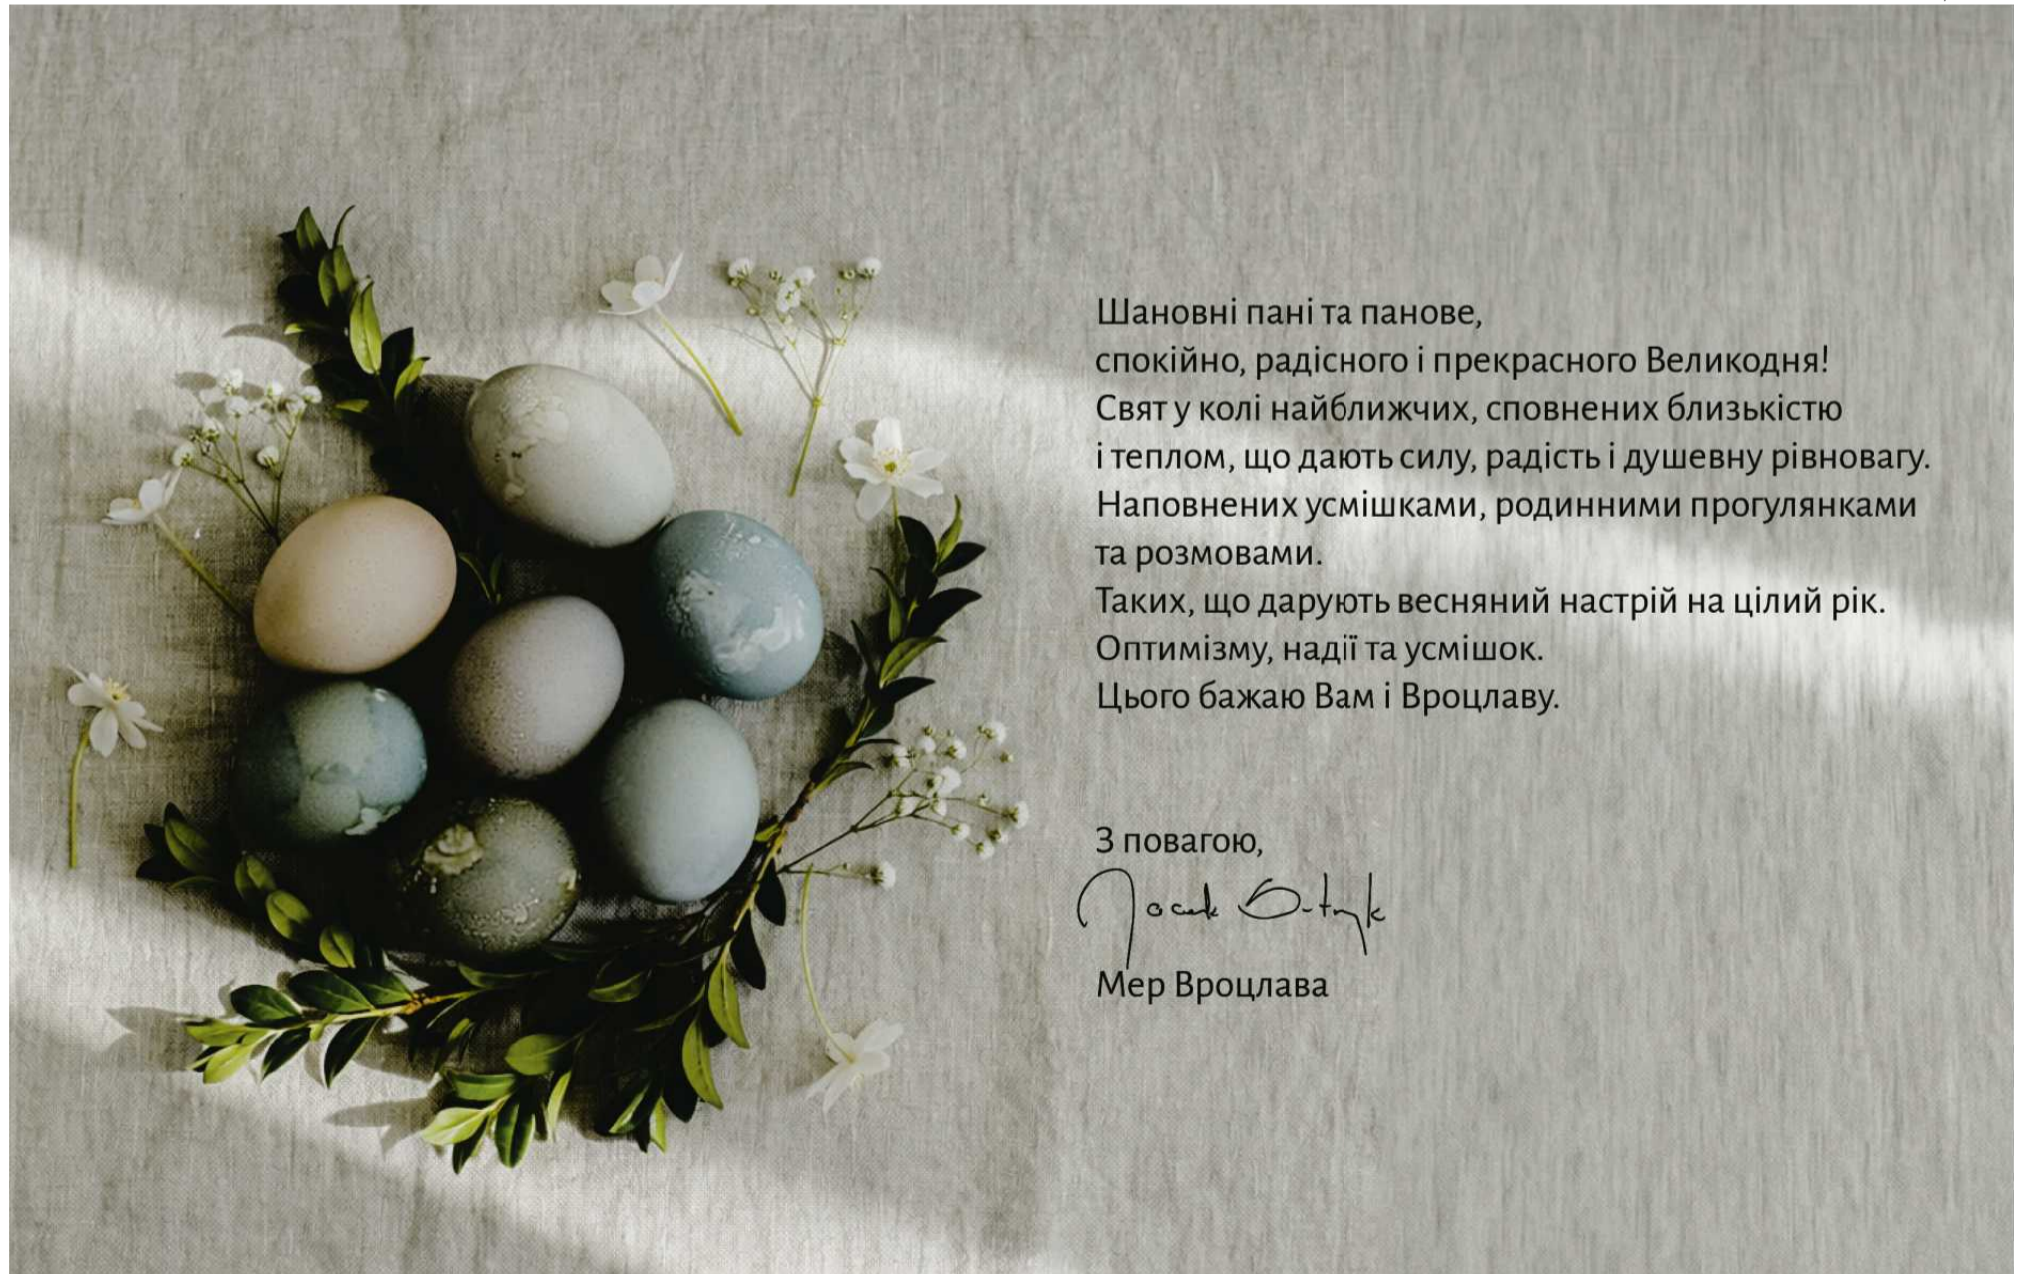 Шановні пані та панове,
спокійно, радісного і прекрасного Великодня!
Свят у колі найближчих, сповнених близькістю
і теплом, що дають силу, радість і душевну рівновагу.
Наповнених усмішками, родинними прогулянками
та розмовами.
Таких, що дарують весняний настрій на цілий рік.
Оптимізму, надії та усмішок.
Цього бажаю Вам і Вроцлаву.
З повагою,
Jacek Sutryk
Мер Вроцлава